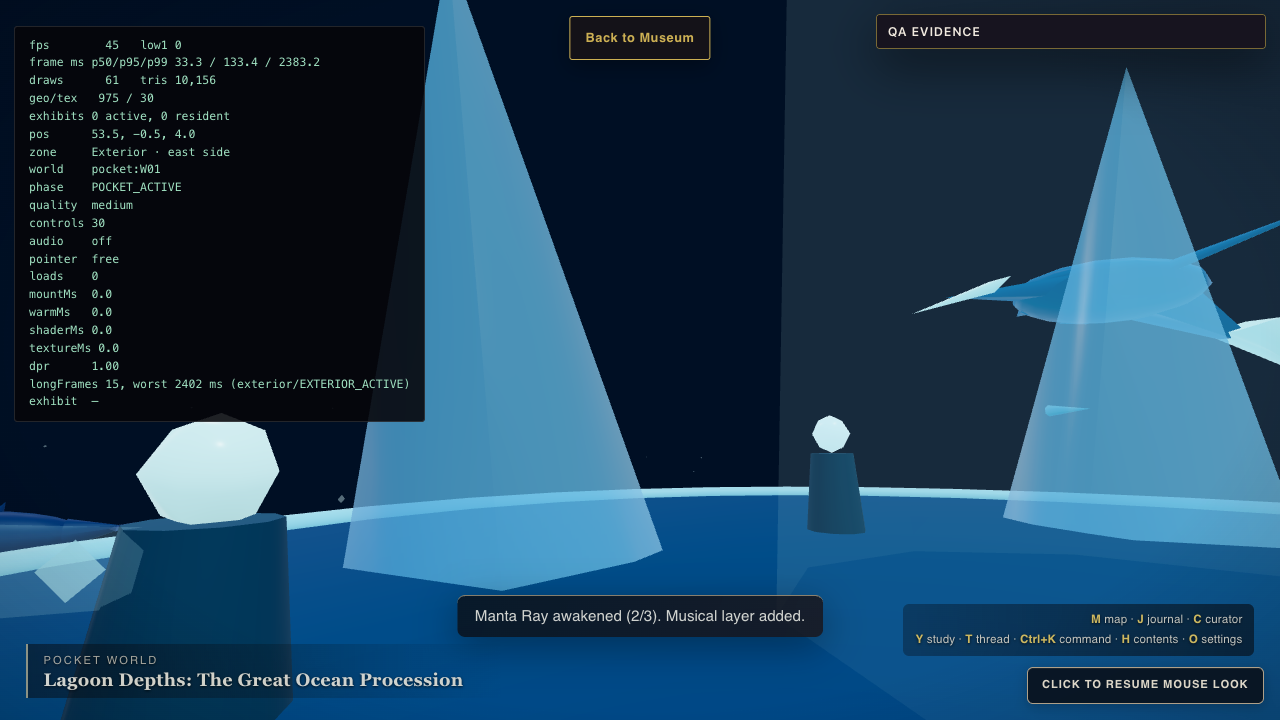 fps 45 low1 0
frame ms p50/p95/p99 33.3 / 133.4 / 2383.2
draws 61 tris 10,156
geo/tex 975 / 30
exhibits 0 active, 0 resident
pos 53.5, −0.5, 4.0
zone Exterior · east side
world pocket:W01
phase POCKET_ACTIVE
quality medium
controls 30
audio off
pointer free
loads 0
mountMs 0.0
warmMs 0.0
shaderMs 0.0
textureMs 0.0
dpr 1.00
longFrames 15, worst 2402 ms (exterior/EXTERIOR_ACTIVE)
exhibit —
Back to Museum
QA EVIDENCE
Manta Ray awakened (2/3). Musical layer added.
POCKET WORLD
Lagoon Depths: The Great Ocean Procession
M map · J journal · C curator
Y study · T thread · Ctrl+K command · H contents · O settings
CLICK TO RESUME MOUSE LOOK